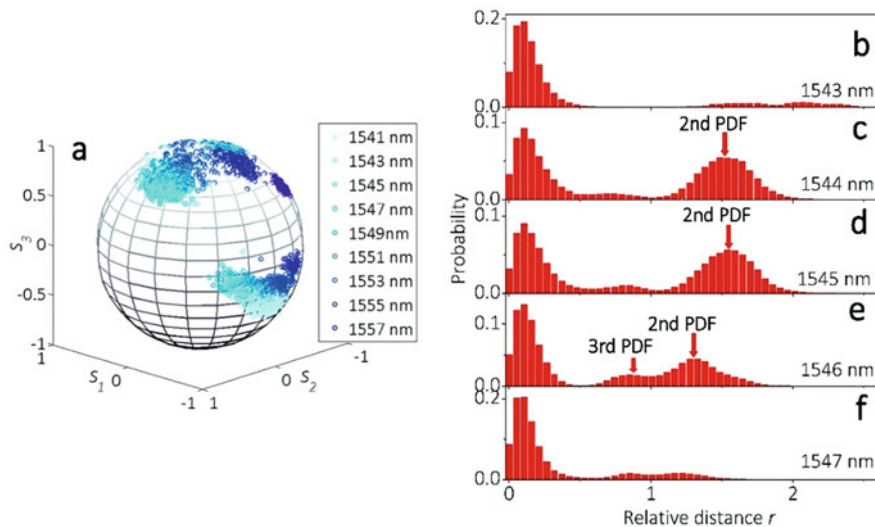 a
1
0.5
0
-0.5
-1
S3
1
0
-1
S1
1
0
-1
S2
1541 nm
1543 nm
1545 nm
1547 nm
1549nm
1551 nm
1553 nm
1555 nm
1557 nm
Probability
0.2
0.0
b
1543 nm
0.1
0.0
2nd PDF
c
1544 nm
0.1
0.0
2nd PDF
d
1545 nm
0.1
0.0
3rd PDF
2nd PDF
e
1546 nm
0.2
0.0
f
1547 nm
0
1
2
Relative distance r